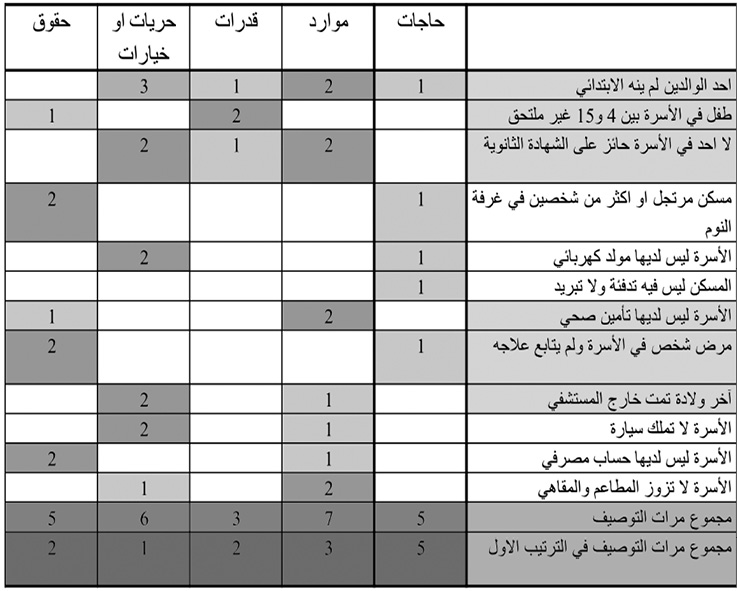 حاجات موارد قدرات حريات او حقوق
خيارات
احد الوالدين لم ينه الابتدائي 1 2 1 3
طفل في الأسرة بين 4 و15 غير ملتحق 2 1
لا احد في الأسرة حائز على الشهادة الثانوية 2 1 2
مسكن مرتجل او اكثر من شخصين في غرفة 1 2
النوم
الأسرة ليس لديها مولد كهربائي 1 2
المسكن ليس فيه تدفئة ولا تبريد 1
الأسرة ليس لديها تأمين صحي 2 1
مرض شخص في الأسرة ولم يتابع علاجه 1 2
آخر ولادة تمت خارج المستشفي 1 2
الأسرة لا تملك سيارة 1 2
الأسرة ليس لديها حساب مصرفي 1 2
الأسرة لا تزوز المطاعم والمقاهي 2 1
مجموع مرات التوصيف 5 7 3 6 5
مجموع مرات التوصيف في الترتيب الاول 5 3 2 1 2